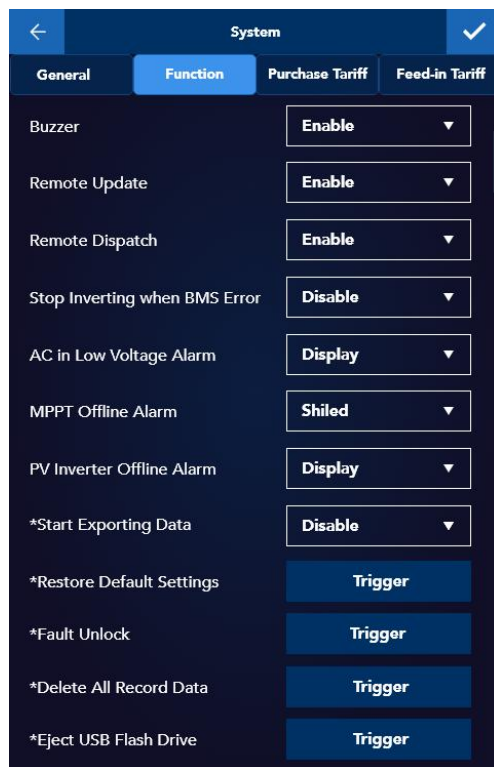 System
General Function Purchase Tariff Feed-in Tariff
Buzzer Enable
Remote Update Enable
Remote Dispatch Enable
Stop Inverting when BMS Error Disable
AC in Low Voltage Alarm Display
MPPT Offline Alarm Shiled
PV Inverter Offline Alarm Display
*Start Exporting Data Disable
*Restore Default Settings Trigger
*Fault Unlock Trigger
*Delete All Record Data Trigger
*Eject USB Flash Drive Trigger